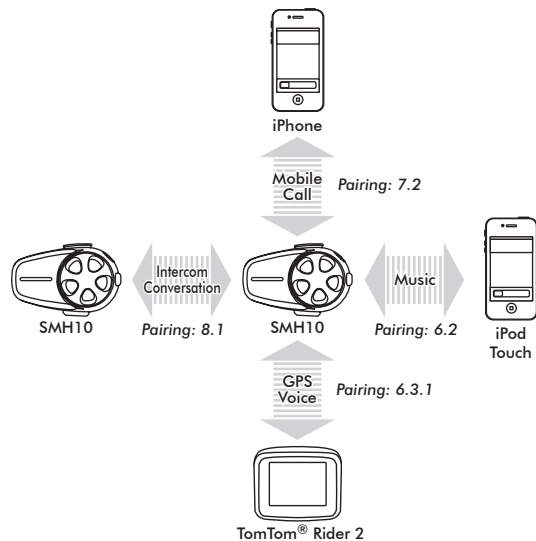 iPhone
Mobile
Call
Pairing: 7.2
Intercom
Conversation
Music
SMH10
Pairing: 8.1
SMH10
Pairing: 6.2
iPod
Touch
GPS
Voice
Pairing: 6.3.1
TomTom® Rider 2